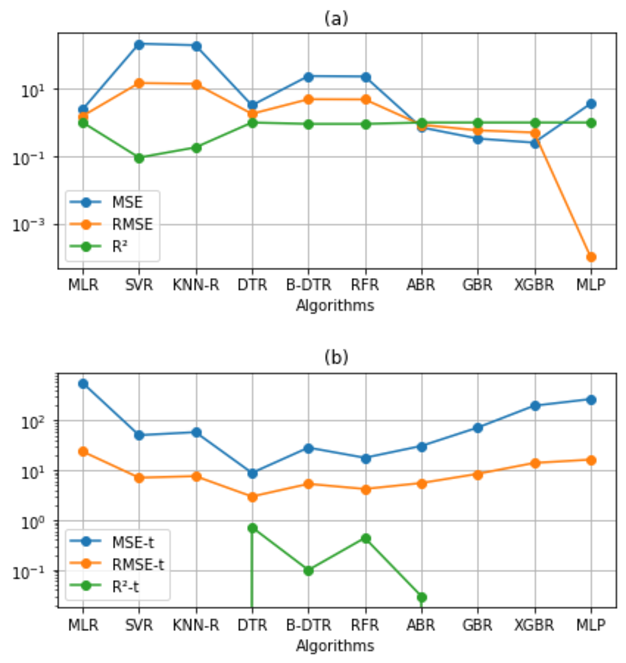 (a)
10¹
10⁻¹
10⁻³
MSE
RMSE
R²
MLR SVR KNN-R DTR B-DTR RFR ABR GBR XGBR MLP
Algorithms
(b)
10²
10¹
10⁰
10⁻¹
MSE-t
RMSE-t
R²-t
MLR SVR KNN-R DTR B-DTR RFR ABR GBR XGBR MLP
Algorithms